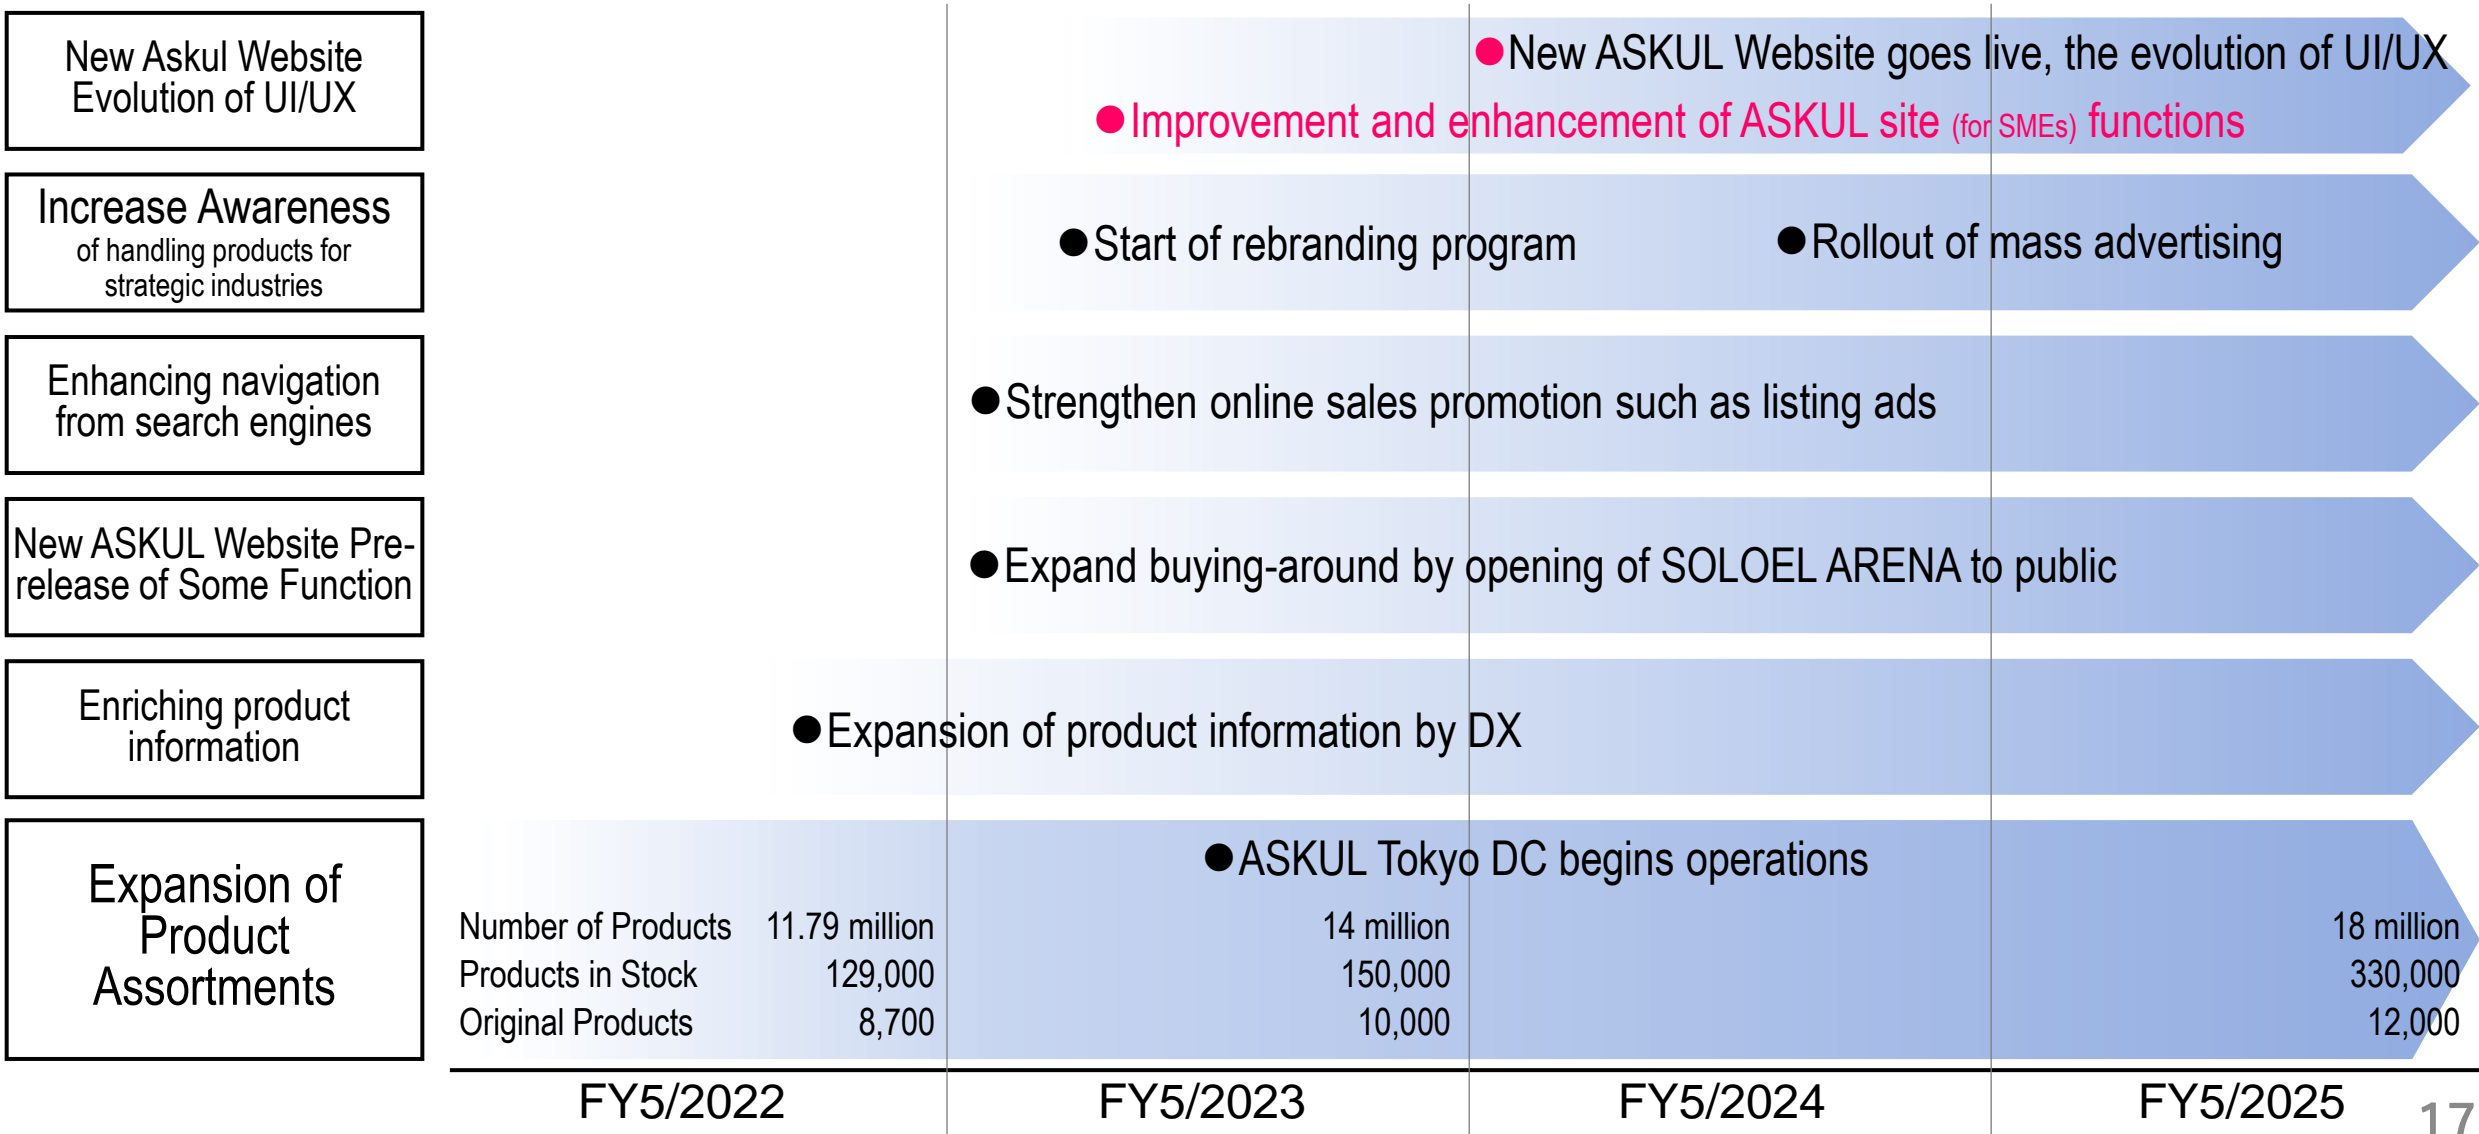 New Askul Website
Evolution of UI/UX
●New ASKUL Website goes live, the evolution of UI/UX
●Improvement and enhancement of ASKUL site (for SMEs) functions
Increase Awareness
of handling products for
strategic industries
●Start of rebranding program
●Rollout of mass advertising
Enhancing navigation
from search engines
●Strengthen online sales promotion such as listing ads
New ASKUL Website Pre-
release of Some Function
●Expand buying-around by opening of SOLOEL ARENA to public
Enriching product
information
●Expansion of product information by DX
Expansion of
Product
Assortments
●ASKUL Tokyo DC begins operations
Number of Products 11.79 million 14 million 18 million
Products in Stock 129,000 150,000 330,000
Original Products 8,700 10,000 12,000
FY5/2022 FY5/2023 FY5/2024 FY5/2025
17